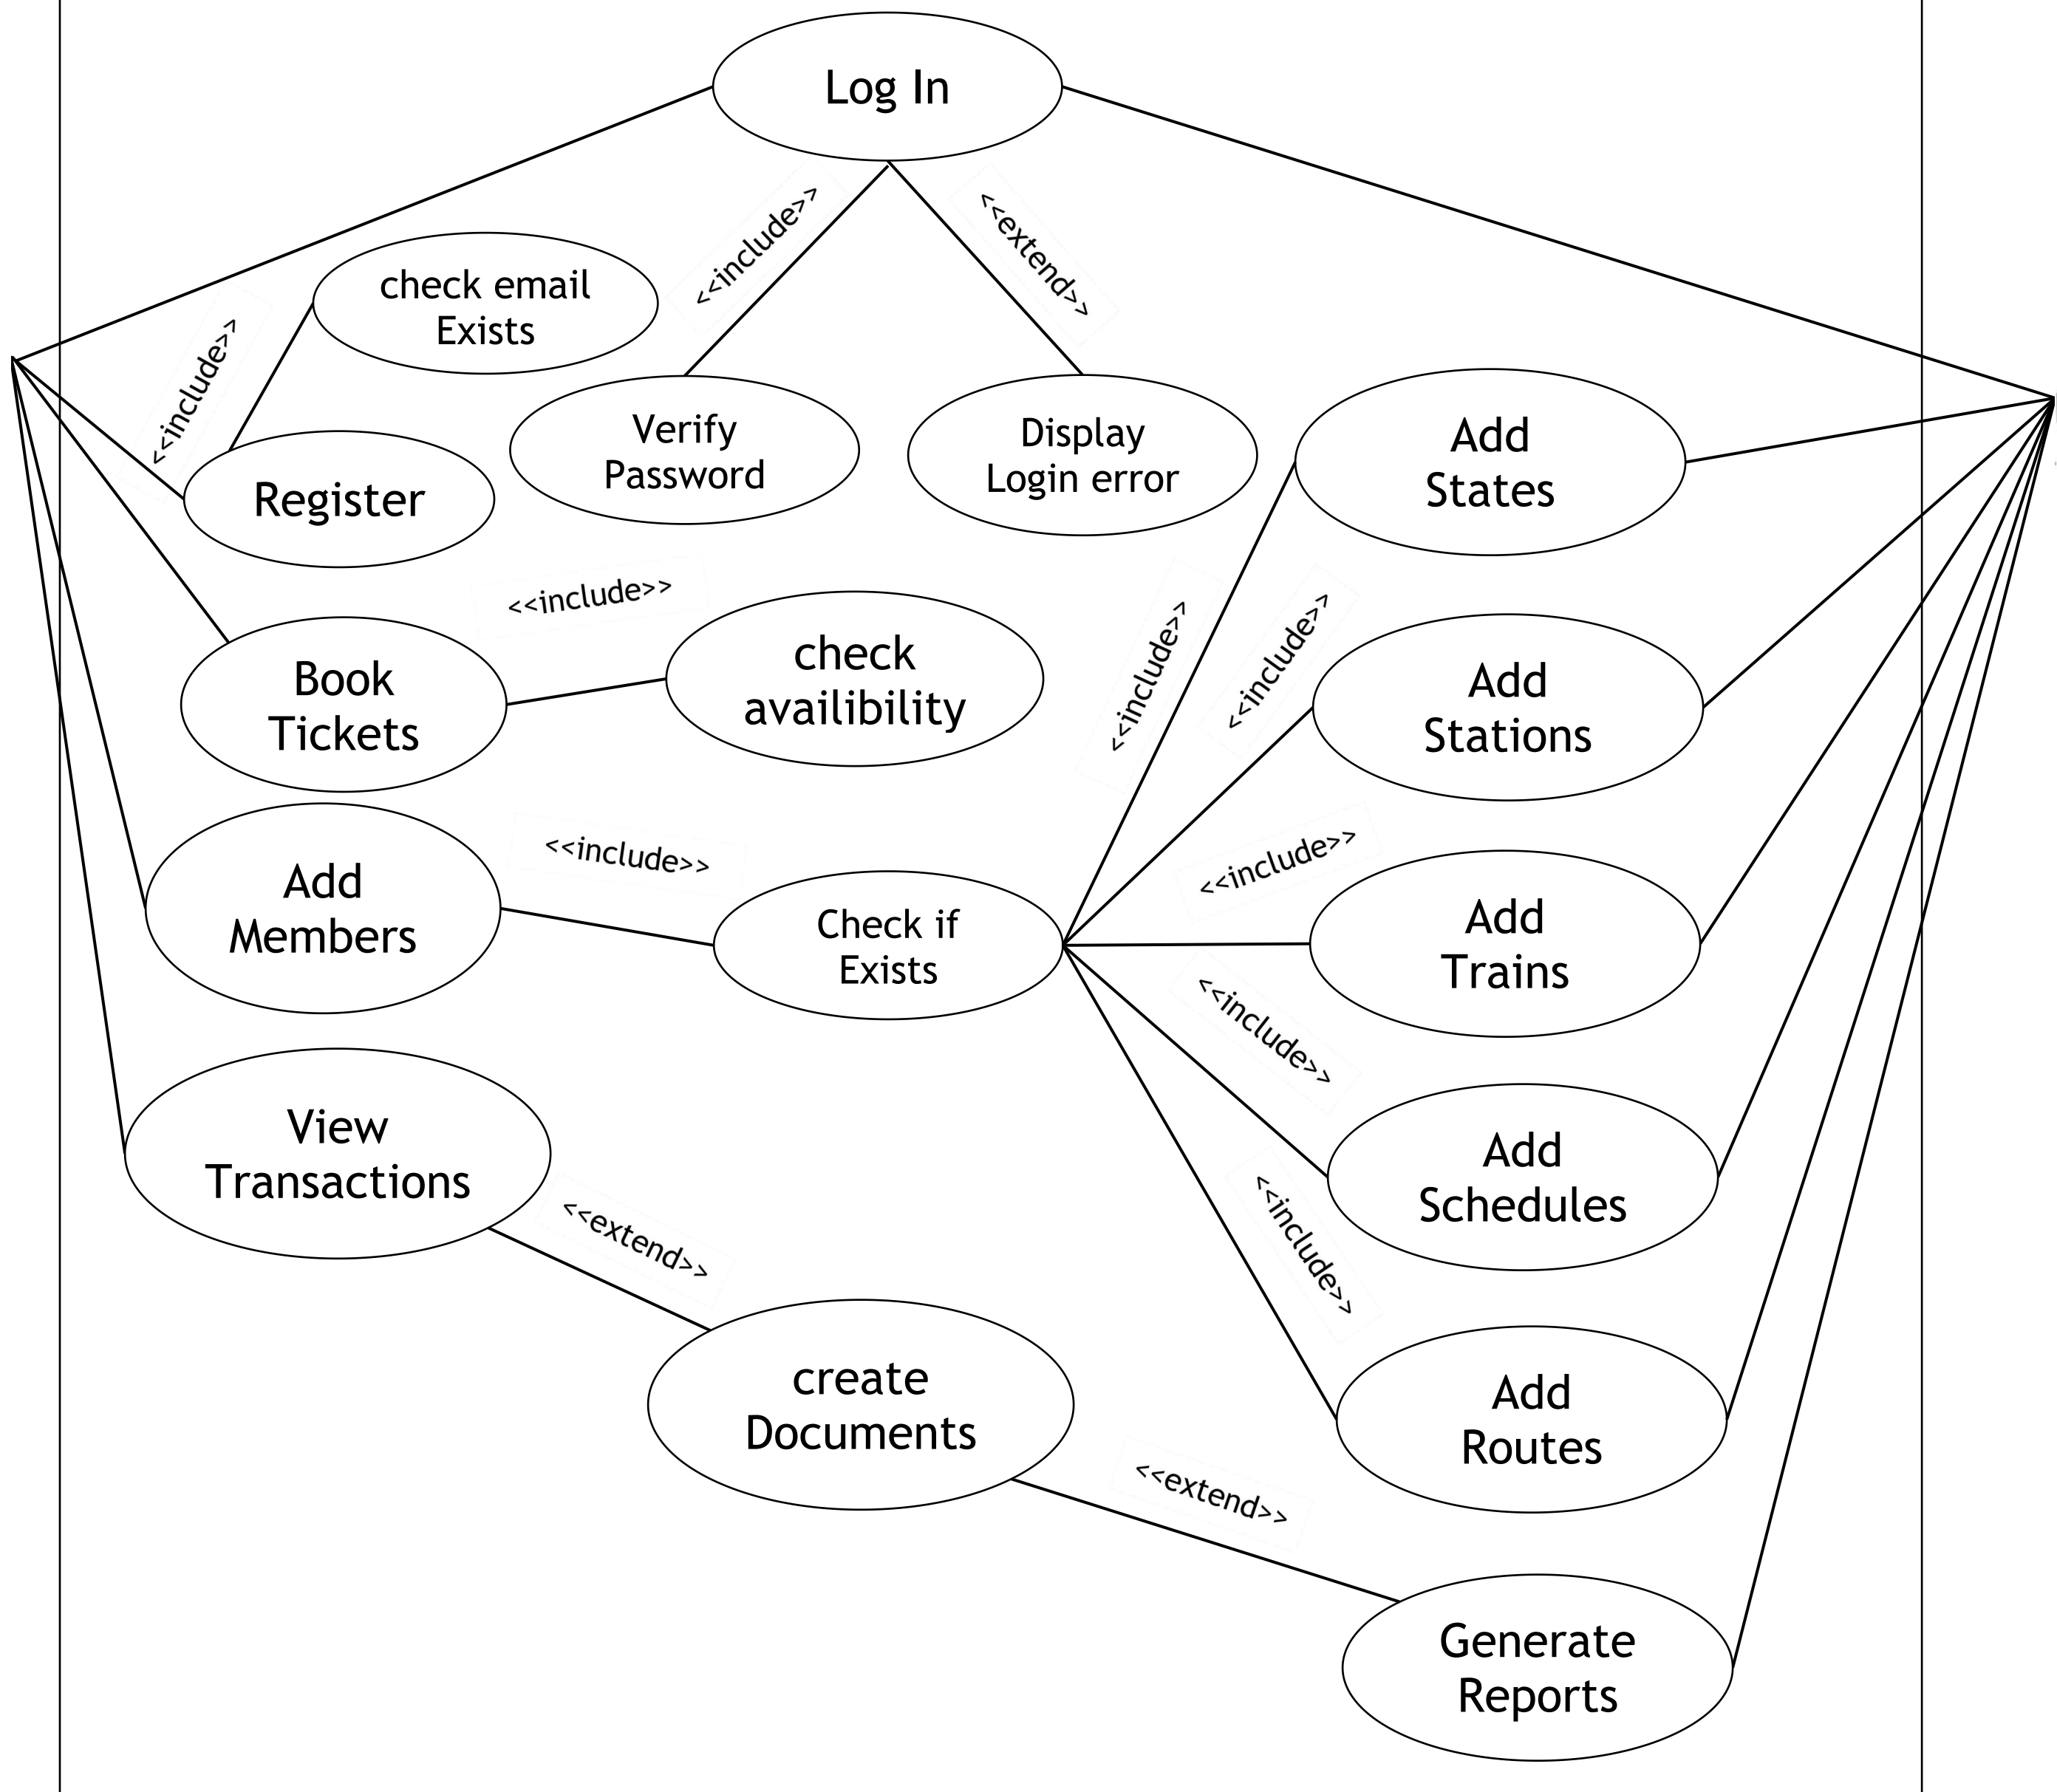 Log In
<<include>>
<<extend>>
check email
Exists
<<include>>
Verify
Password
Display
Login error
Add
States
Register
<<include>>
check
availibility
<<include>>
<<include>>
Book
Tickets
Add
Stations
<<include>>
<<include>>
Add
Members
Check if
Exists
Add
Trains
<<include>>
View
Transactions
Add
Schedules
<<extend>>
<<include>>
create
Documents
Add
Routes
<<extend>>
Generate
Reports